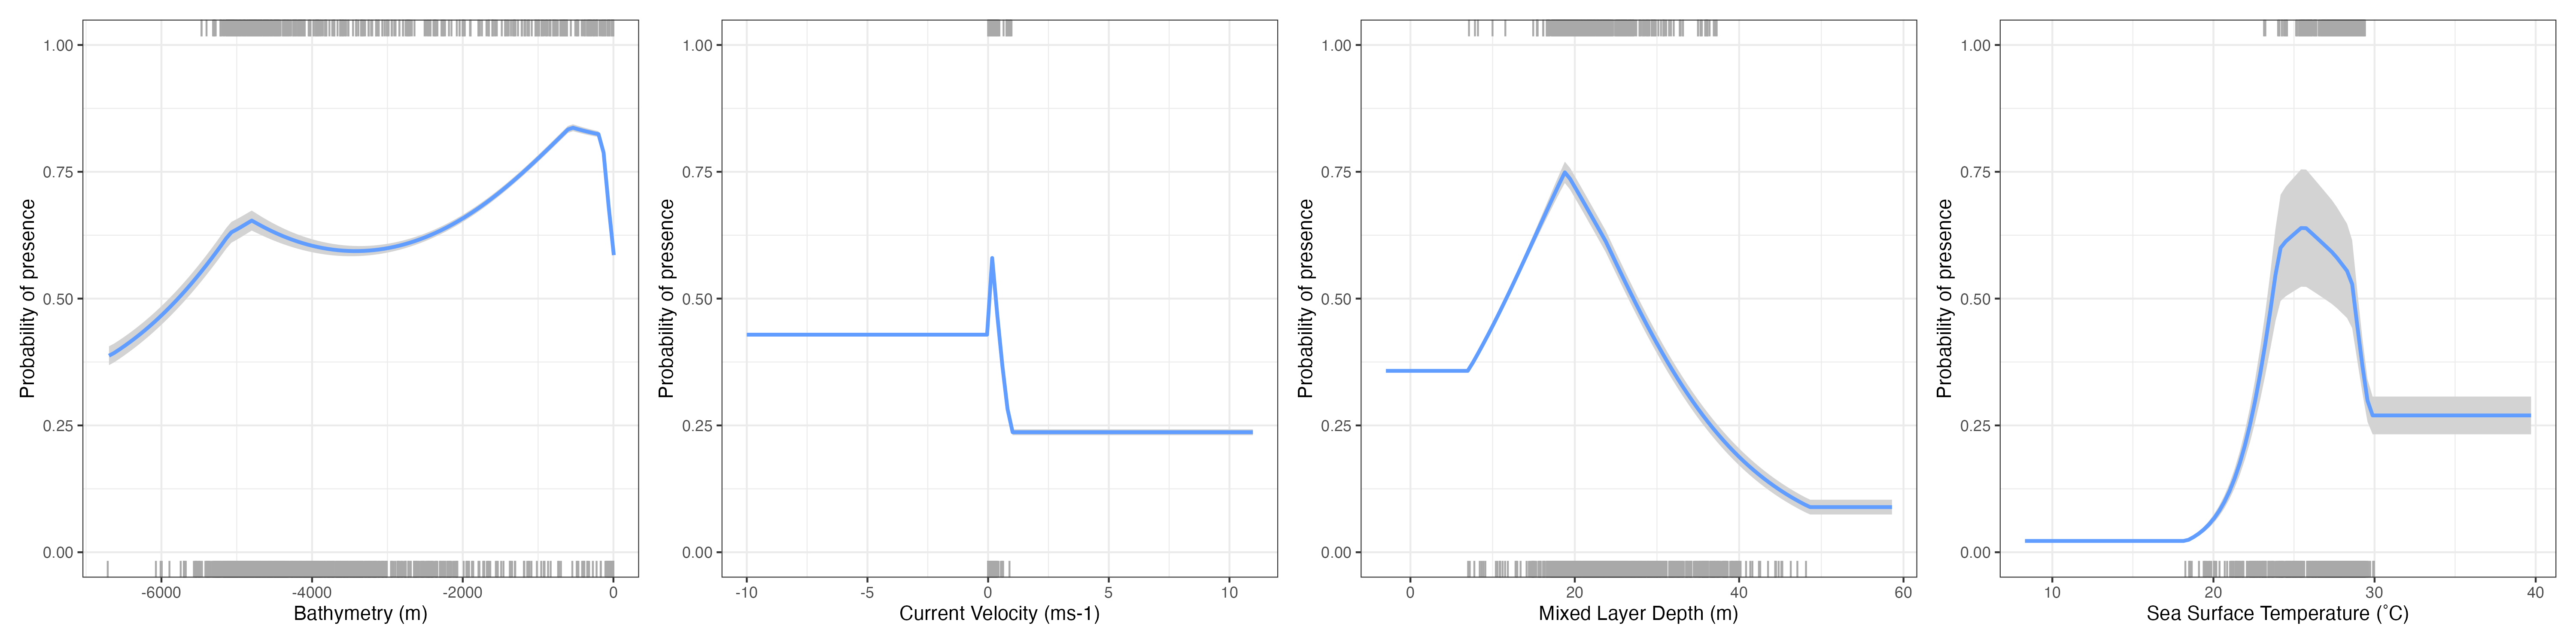 Probability of presence
1.00
0.75
0.50
0.25
0.00
-6000 -4000 -2000 0
Bathymetry (m)
Probability of presence
1.00
0.75
0.50
0.25
0.00
-10 -5 0 5 10
Current Velocity (ms-1)
Probability of presence
1.00
0.75
0.50
0.25
0.00
0 20 40 60
Mixed Layer Depth (m)
Probability of presence
1.00
0.75
0.50
0.25
0.00
10 20 30 40
Sea Surface Temperature (˚C)